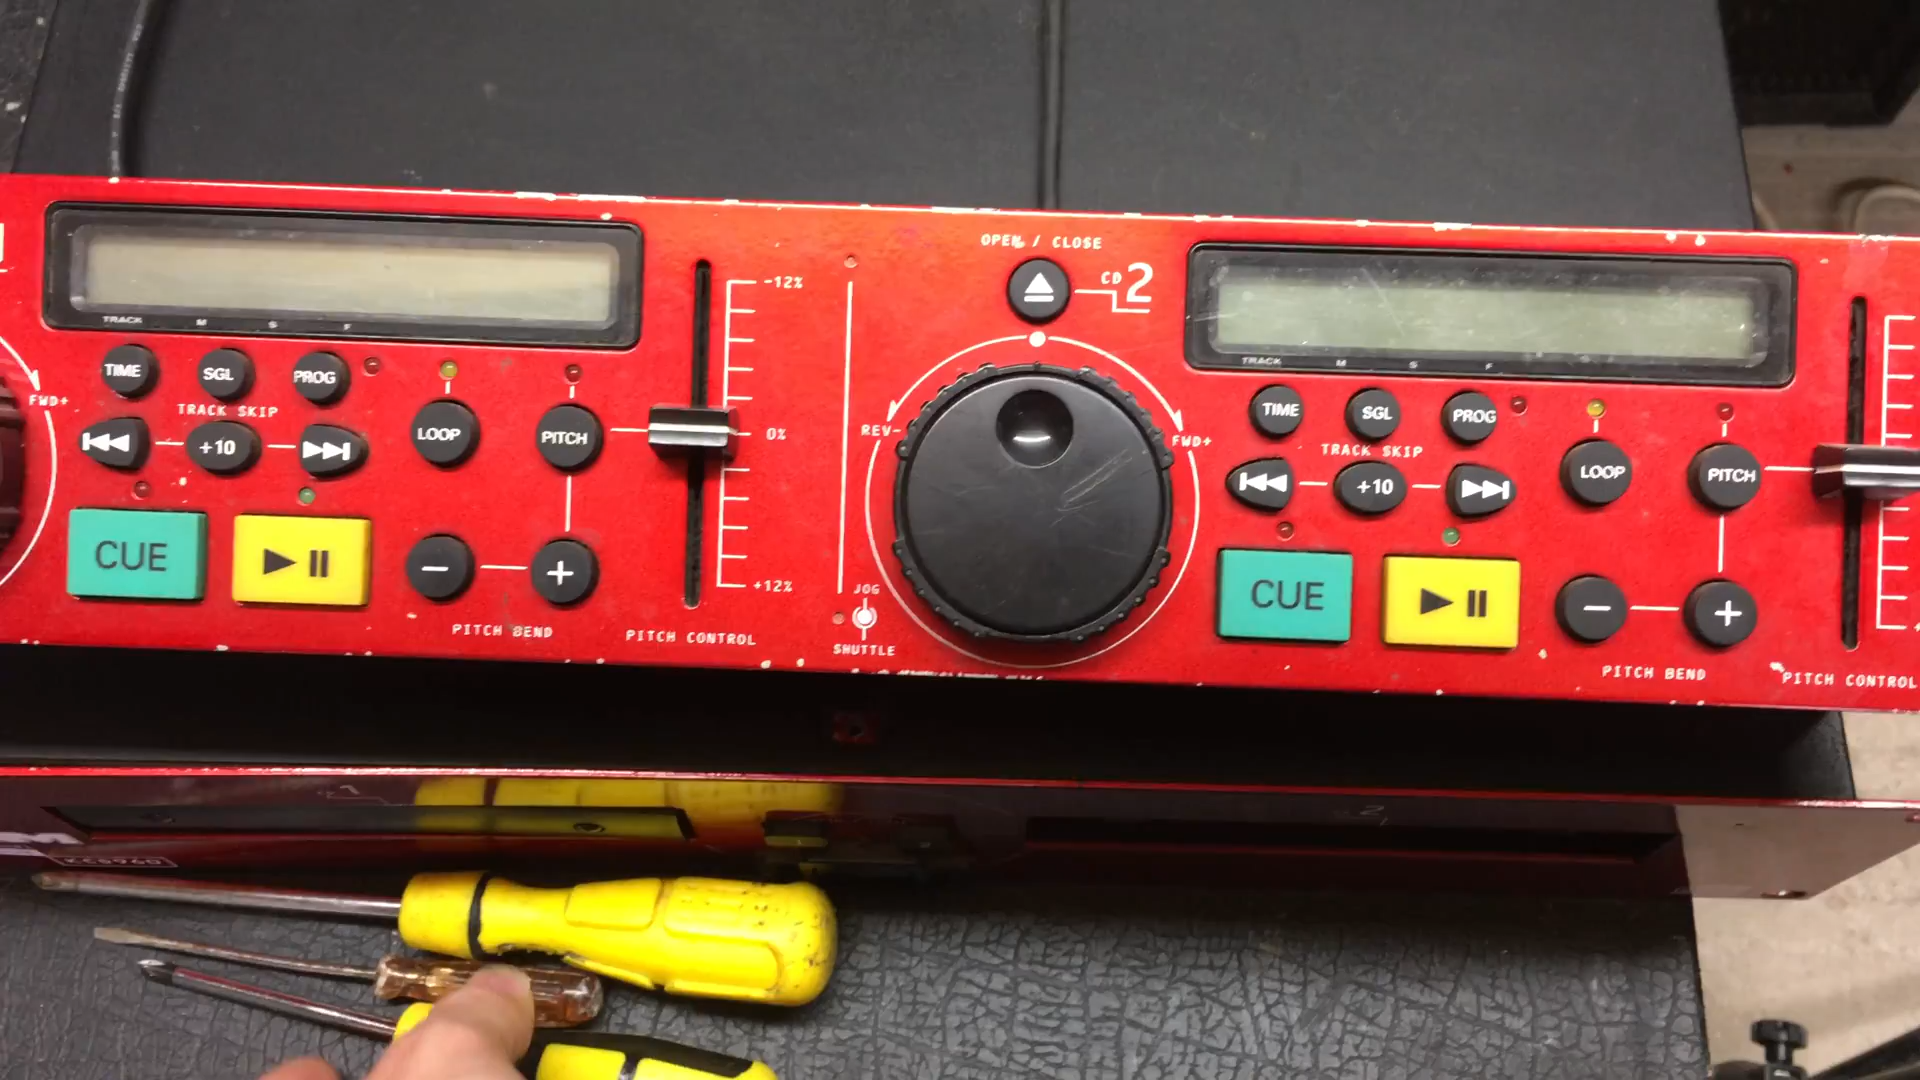 OPEN / CLOSE
CD 2
-12%
0%
+12%
TRACK M S F
TIME SGL PROG
TRACK SKIP
+10
LOOP PITCH
FWD+
CUE
PITCH BEND
PITCH CONTROL
REV-
FWD+
JOG
SHUTTLE
TRACK M S F
TIME SGL PROG
TRACK SKIP
+10
LOOP PITCH
CUE
PITCH BEND
PITCH CONTROL
1
2